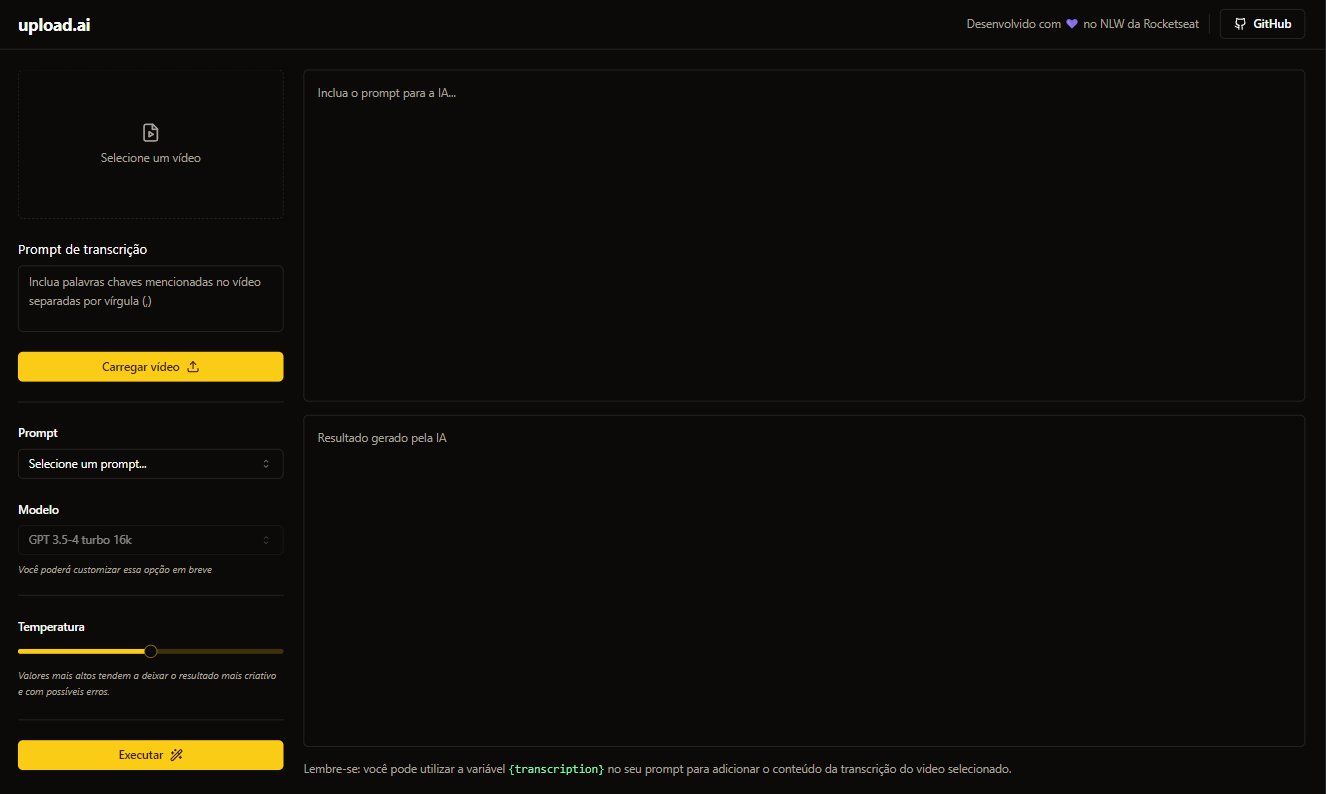 upload.ai
Desenvolvido com 💜 no NLW da Rocketseat
GitHub
Selecione um vídeo
Prompt de transcrição
Inclua palavras chaves mencionadas no vídeo
separadas por vírgula (,)
Carregar vídeo
Prompt
Selecione um prompt...
Modelo
GPT 3.5-4 turbo 16k
Você poderá customizar essa opção em breve
Temperatura
Valores mais altos tendem a deixar o resultado mais criativo
e com possíveis erros.
Executar
Inclua o prompt para a IA...
Resultado gerado pela IA
Lembre-se: você pode utilizar a variável {transcription} no seu prompt para adicionar o conteúdo da transcrição do video selecionado.